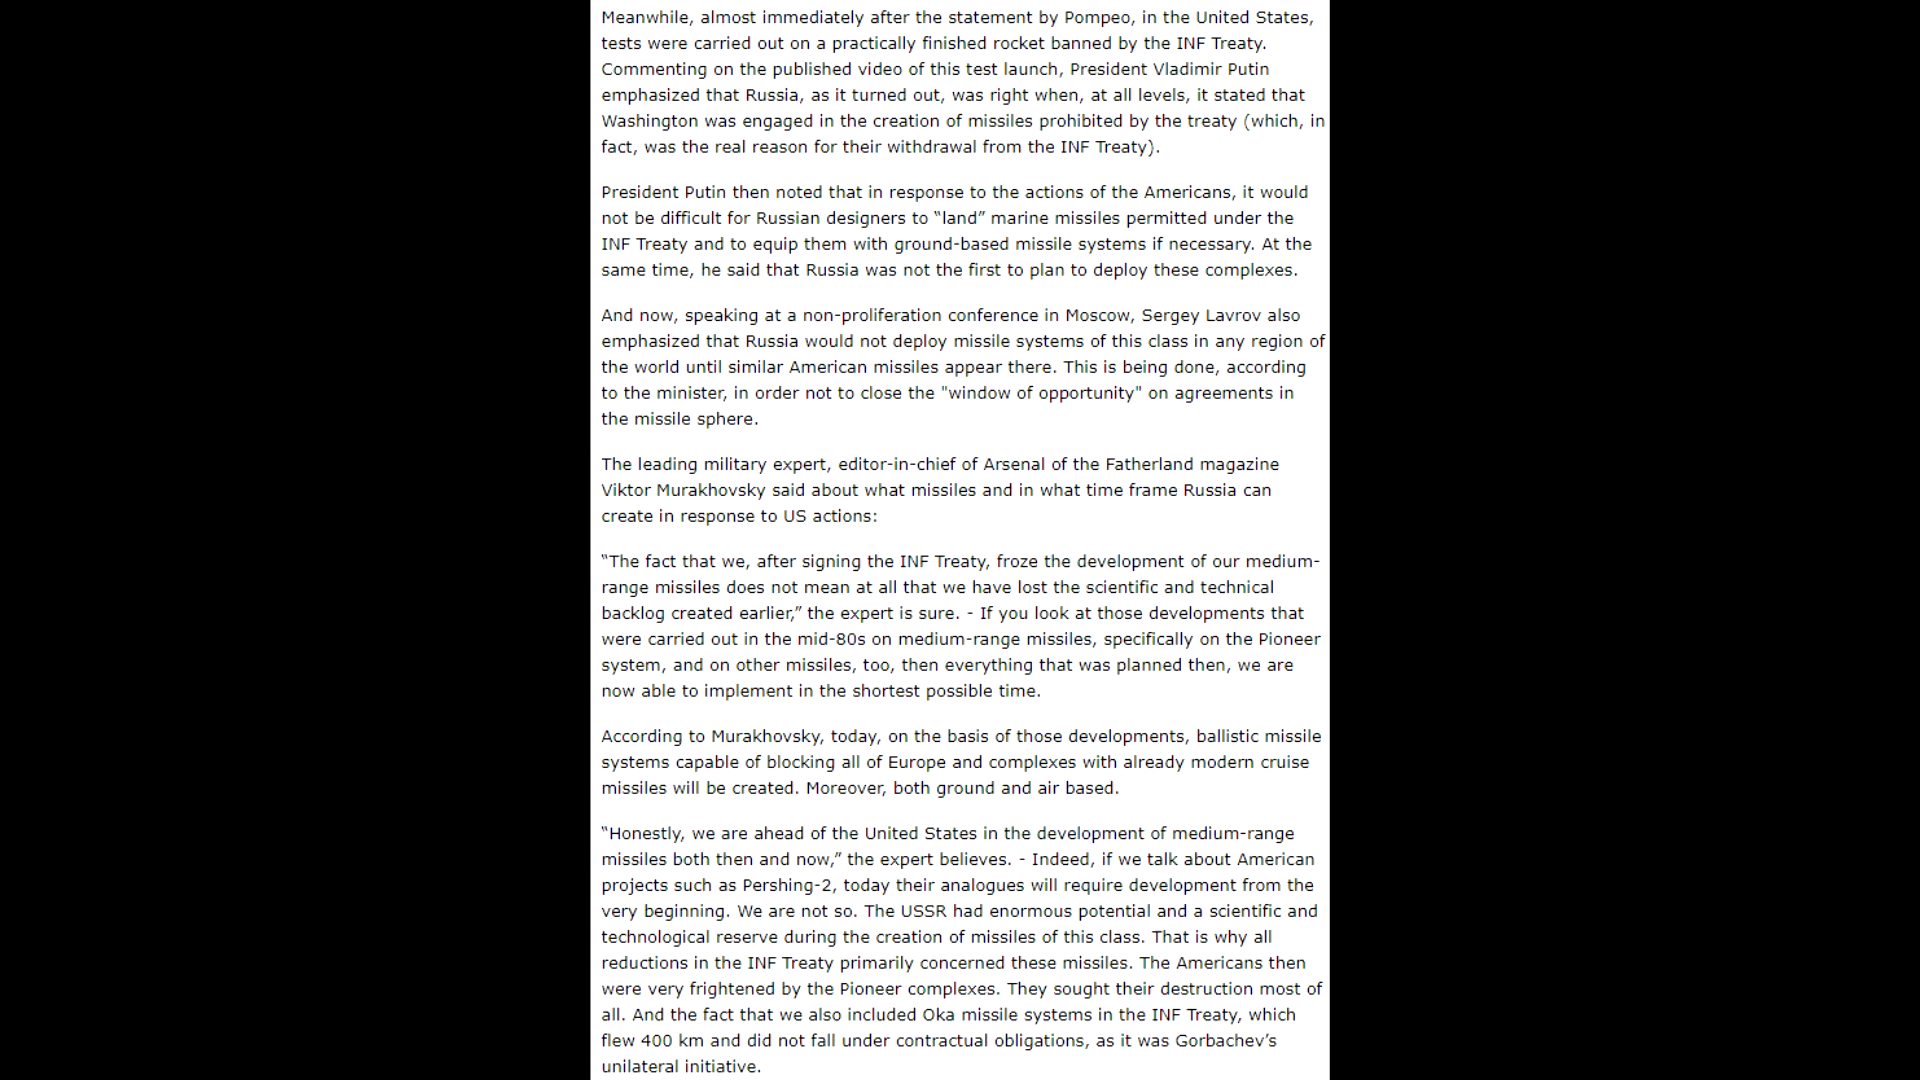 Meanwhile, almost immediately after the statement by Pompeo, in the United States,
tests were carried out on a practically finished rocket banned by the INF Treaty.
Commenting on the published video of this test launch, President Vladimir Putin
emphasized that Russia, as it turned out, was right when, at all levels, it stated that
Washington was engaged in the creation of missiles prohibited by the treaty (which, in
fact, was the real reason for their withdrawal from the INF Treaty).
President Putin then noted that in response to the actions of the Americans, it would
not be difficult for Russian designers to “land” marine missiles permitted under the
INF Treaty and to equip them with ground-based missile systems if necessary. At the
same time, he said that Russia was not the first to plan to deploy these complexes.
And now, speaking at a non-proliferation conference in Moscow, Sergey Lavrov also
emphasized that Russia would not deploy missile systems of this class in any region of
the world until similar American missiles appear there. This is being done, according
to the minister, in order not to close the "window of opportunity" on agreements in
the missile sphere.
The leading military expert, editor-in-chief of Arsenal of the Fatherland magazine
Viktor Murakhovsky said about what missiles and in what time frame Russia can
create in response to US actions:
“The fact that we, after signing the INF Treaty, froze the development of our medium-
range missiles does not mean at all that we have lost the scientific and technical
backlog created earlier,” the expert is sure. - If you look at those developments that
were carried out in the mid-80s on medium-range missiles, specifically on the Pioneer
system, and on other missiles, too, then everything that was planned then, we are
now able to implement in the shortest possible time.
According to Murakhovsky, today, on the basis of those developments, ballistic missile
systems capable of blocking all of Europe and complexes with already modern cruise
missiles will be created. Moreover, both ground and air based.
“Honestly, we are ahead of the United States in the development of medium-range
missiles both then and now,” the expert believes. - Indeed, if we talk about American
projects such as Pershing-2, today their analogues will require development from the
very beginning. We are not so. The USSR had enormous potential and a scientific and
technological reserve during the creation of missiles of this class. That is why all
reductions in the INF Treaty primarily concerned these missiles. The Americans then
were very frightened by the Pioneer complexes. They sought their destruction most of
all. And the fact that we also included Oka missile systems in the INF Treaty, which
flew 400 km and did not fall under contractual obligations, as it was Gorbachev’s
unilateral initiative.